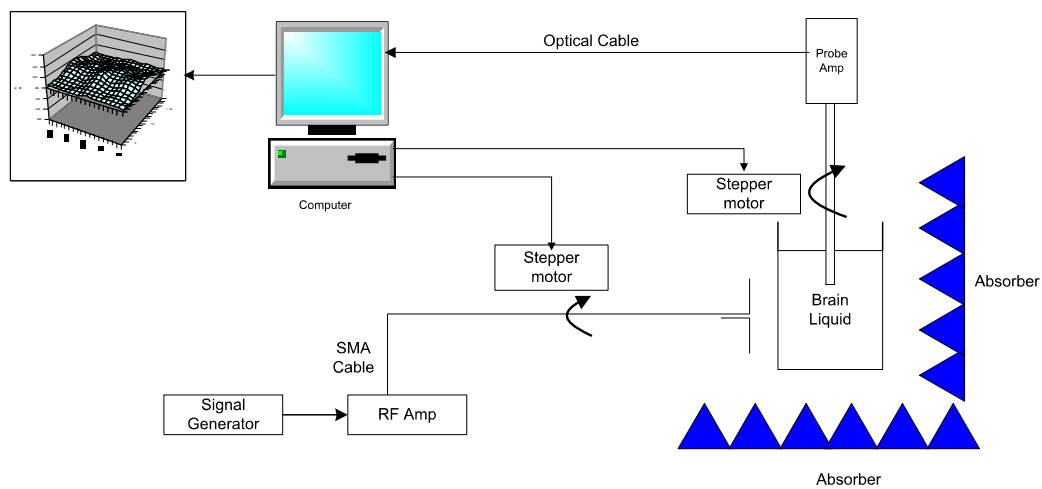 Optical Cable
Probe
Amp
Stepper
motor
Computer
Stepper
motor
Absorber
Brain
Liquid
SMA
Cable
Signal
Generator
RF Amp
Absorber